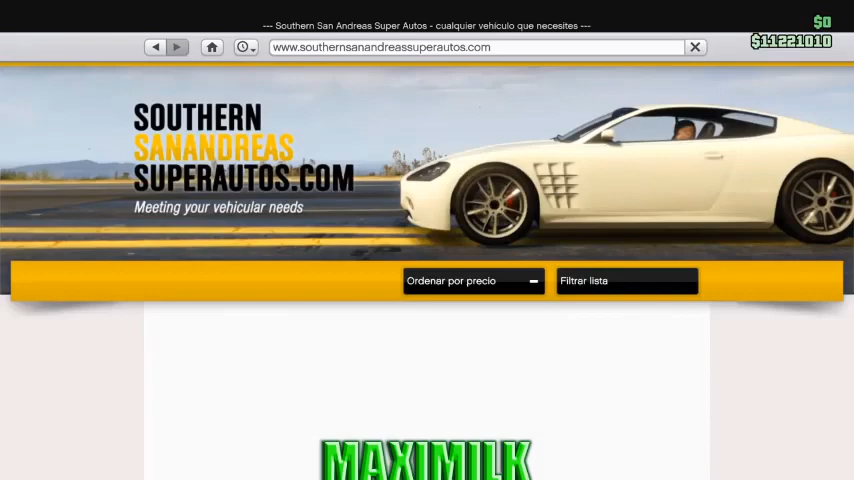 --- Southern San Andreas Super Autos - cualquier vehículo que necesites ---
$0
$11221010
www.southernsanandreassuperautos.com
SOUTHERN
SANANDREAS
SUPERAUTOS.COM
Meeting your vehicular needs
Ordenar por precio
Filtrar lista
MAXIMILK